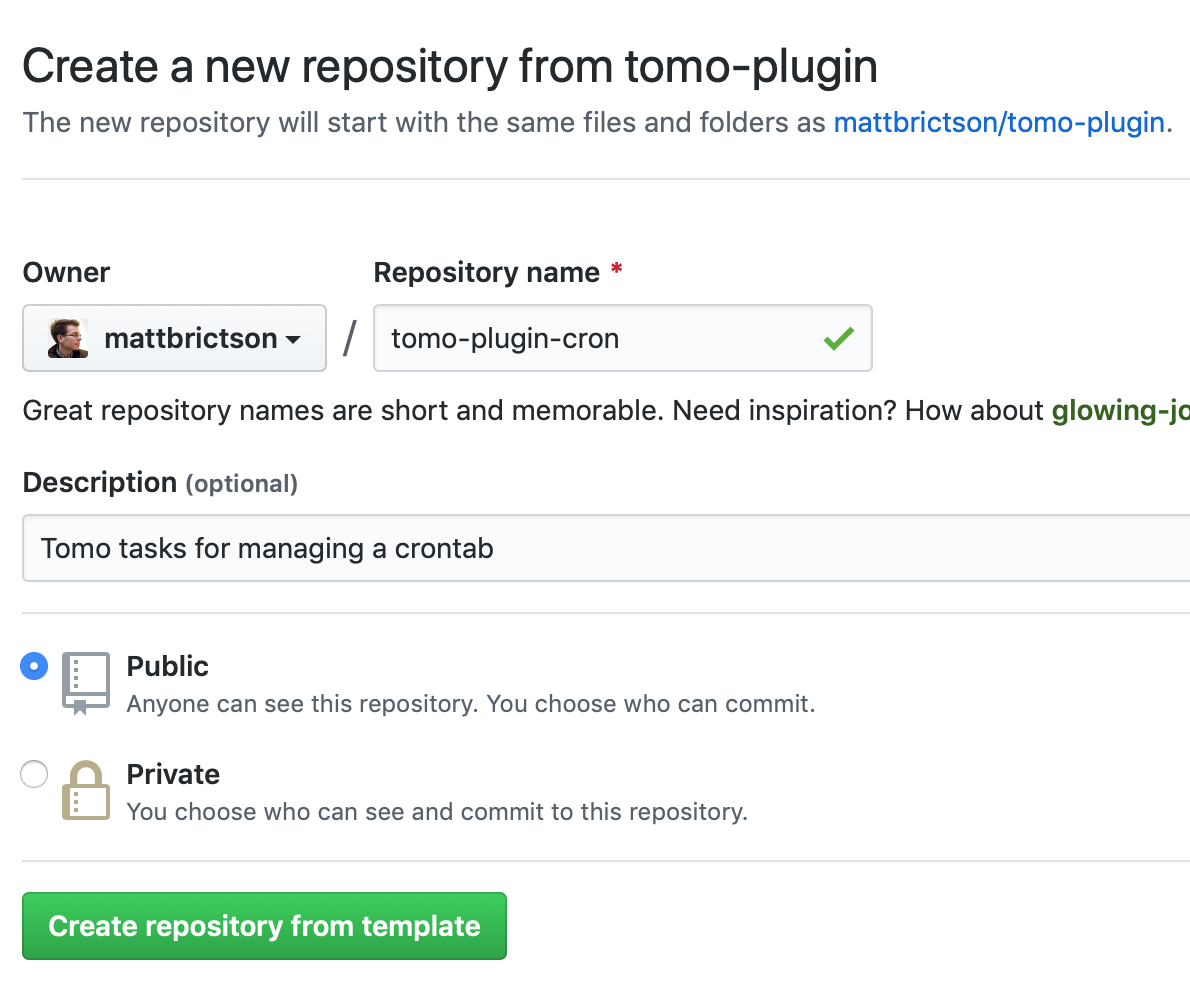 Create a new repository from tomo-plugin
The new repository will start with the same files and folders as mattbrictson/tomo-plugin.
Owner
Repository name *
mattbrictson
/
tomo-plugin-cron
Great repository names are short and memorable. Need inspiration? How about glowing-jo
Description (optional)
Tomo tasks for managing a crontab
Public
Anyone can see this repository. You choose who can commit.
Private
You choose who can see and commit to this repository.
Create repository from template